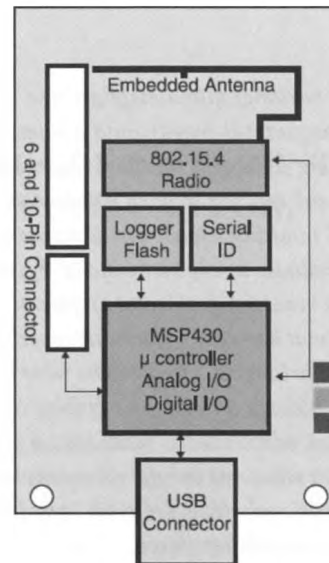 Embedded Antenna
6 and 10-Pin Connector
802.15.4
Radio
Logger
Flash
Serial
ID
MSP430
μ controller
Analog I/O
Digital I/O
USB
Connector